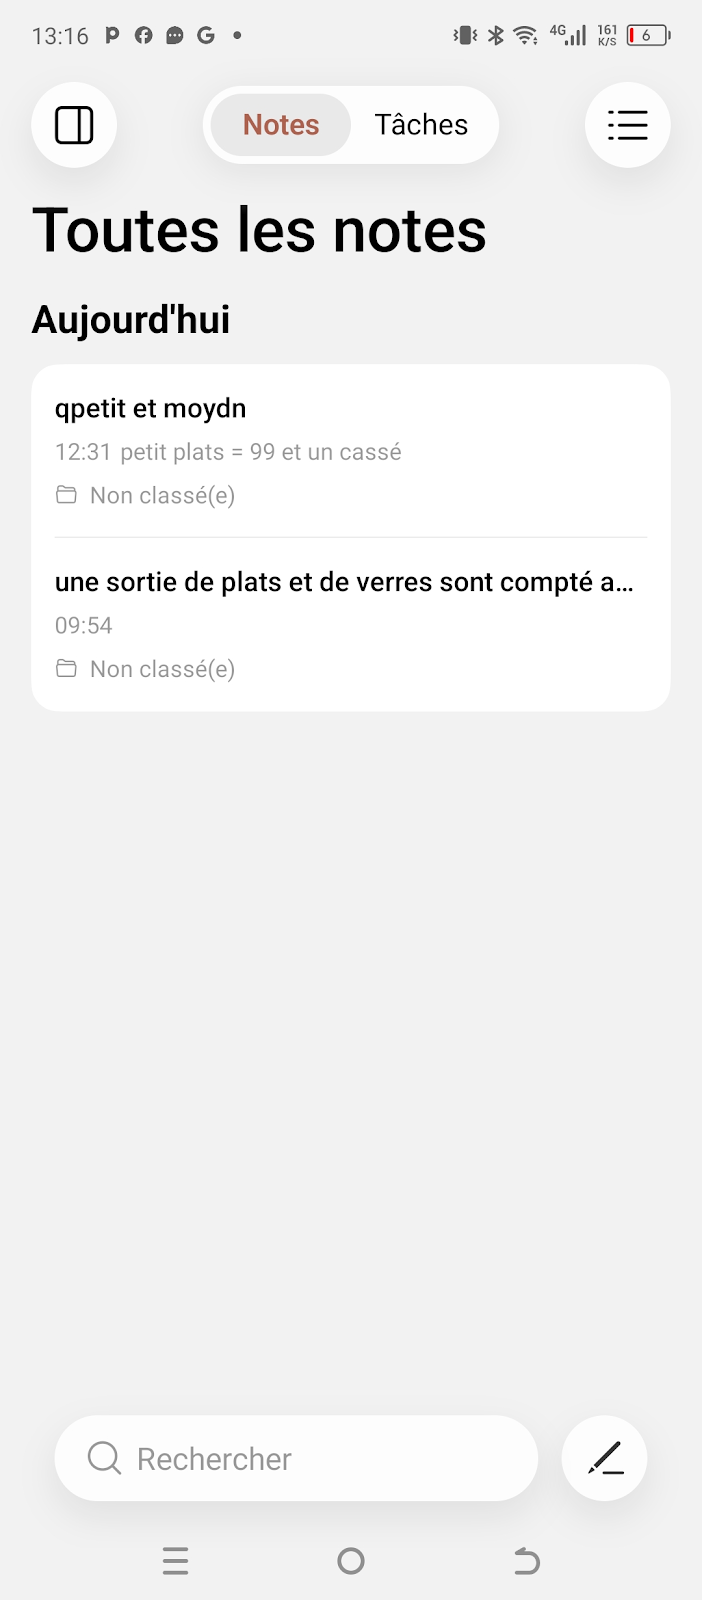 13:16 4G 161 K/S 6
Notes Tâches
Toutes les notes
Aujourd'hui
qpetit et moydn
12:31 petit plats = 99 et un cassé
Non classé(e)
une sortie de plats et de verres sont compté a...
09:54
Non classé(e)
Rechercher